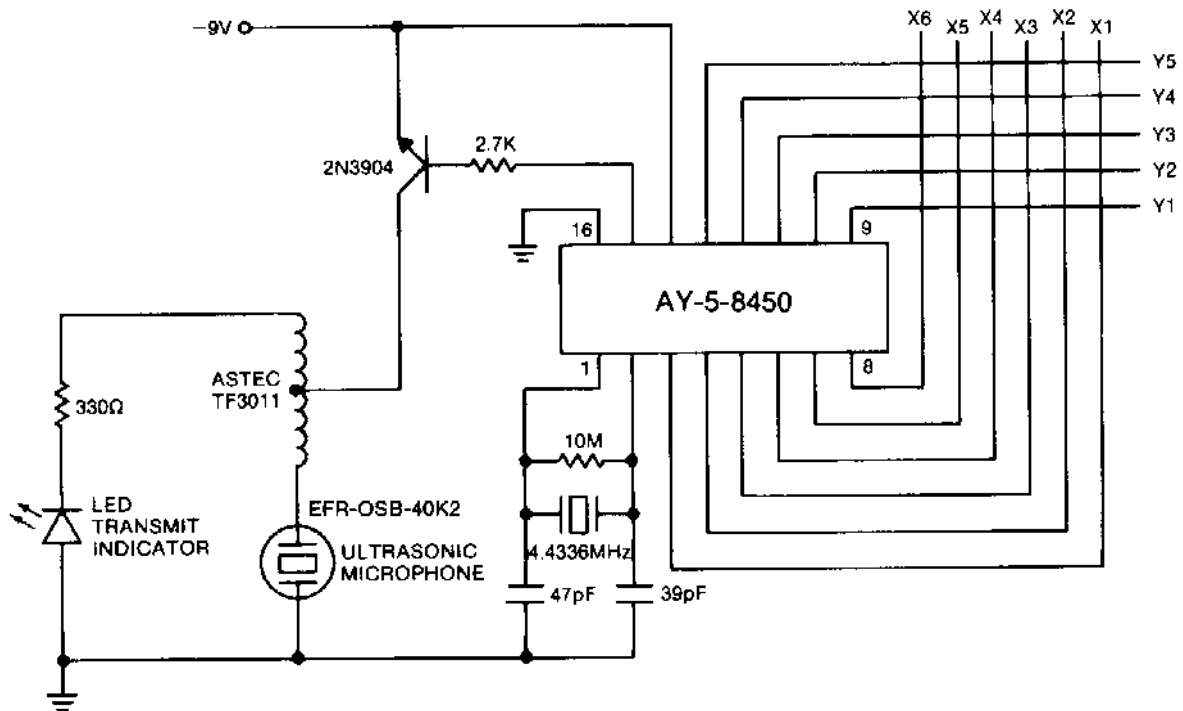 X6 X5 X4 X3 X2 X1
−9V
Y5
Y4
Y3
2.7K
2N3904
Y2
Y1
16
9
AY-5-8450
1
8
ASTEC
TF3011
330Ω
10M
LED
TRANSMIT
INDICATOR
EFR-OSB-40K2
ULTRASONIC
MICROPHONE
4.4336MHz
47pF
39pF